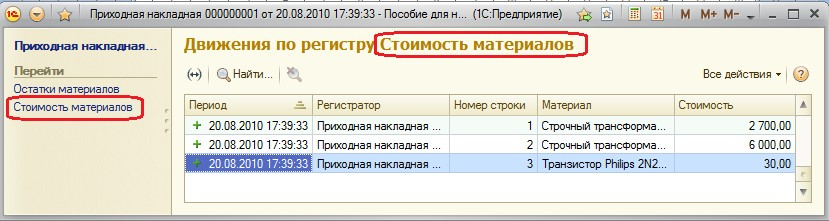 Приходная накладная 000000001 от 20.08.2010 17:39:33 - Пособие для н... (1С:Предприятие)
M M+ M-
Приходная накладная...
Перейти
Остатки материалов
Стоимость материалов
Движения по регистру Стоимость материалов
Найти... Все действия
Период Регистратор Номер строки Материал Стоимость
20.08.2010 17:39:33 Приходная накладная ... 1 Строчный трансформа... 2 700,00
20.08.2010 17:39:33 Приходная накладная ... 2 Строчный трансформа... 6 000,00
20.08.2010 17:39:33 Приходная накладная ... 3 Транзистор Philips 2N2... 30,00